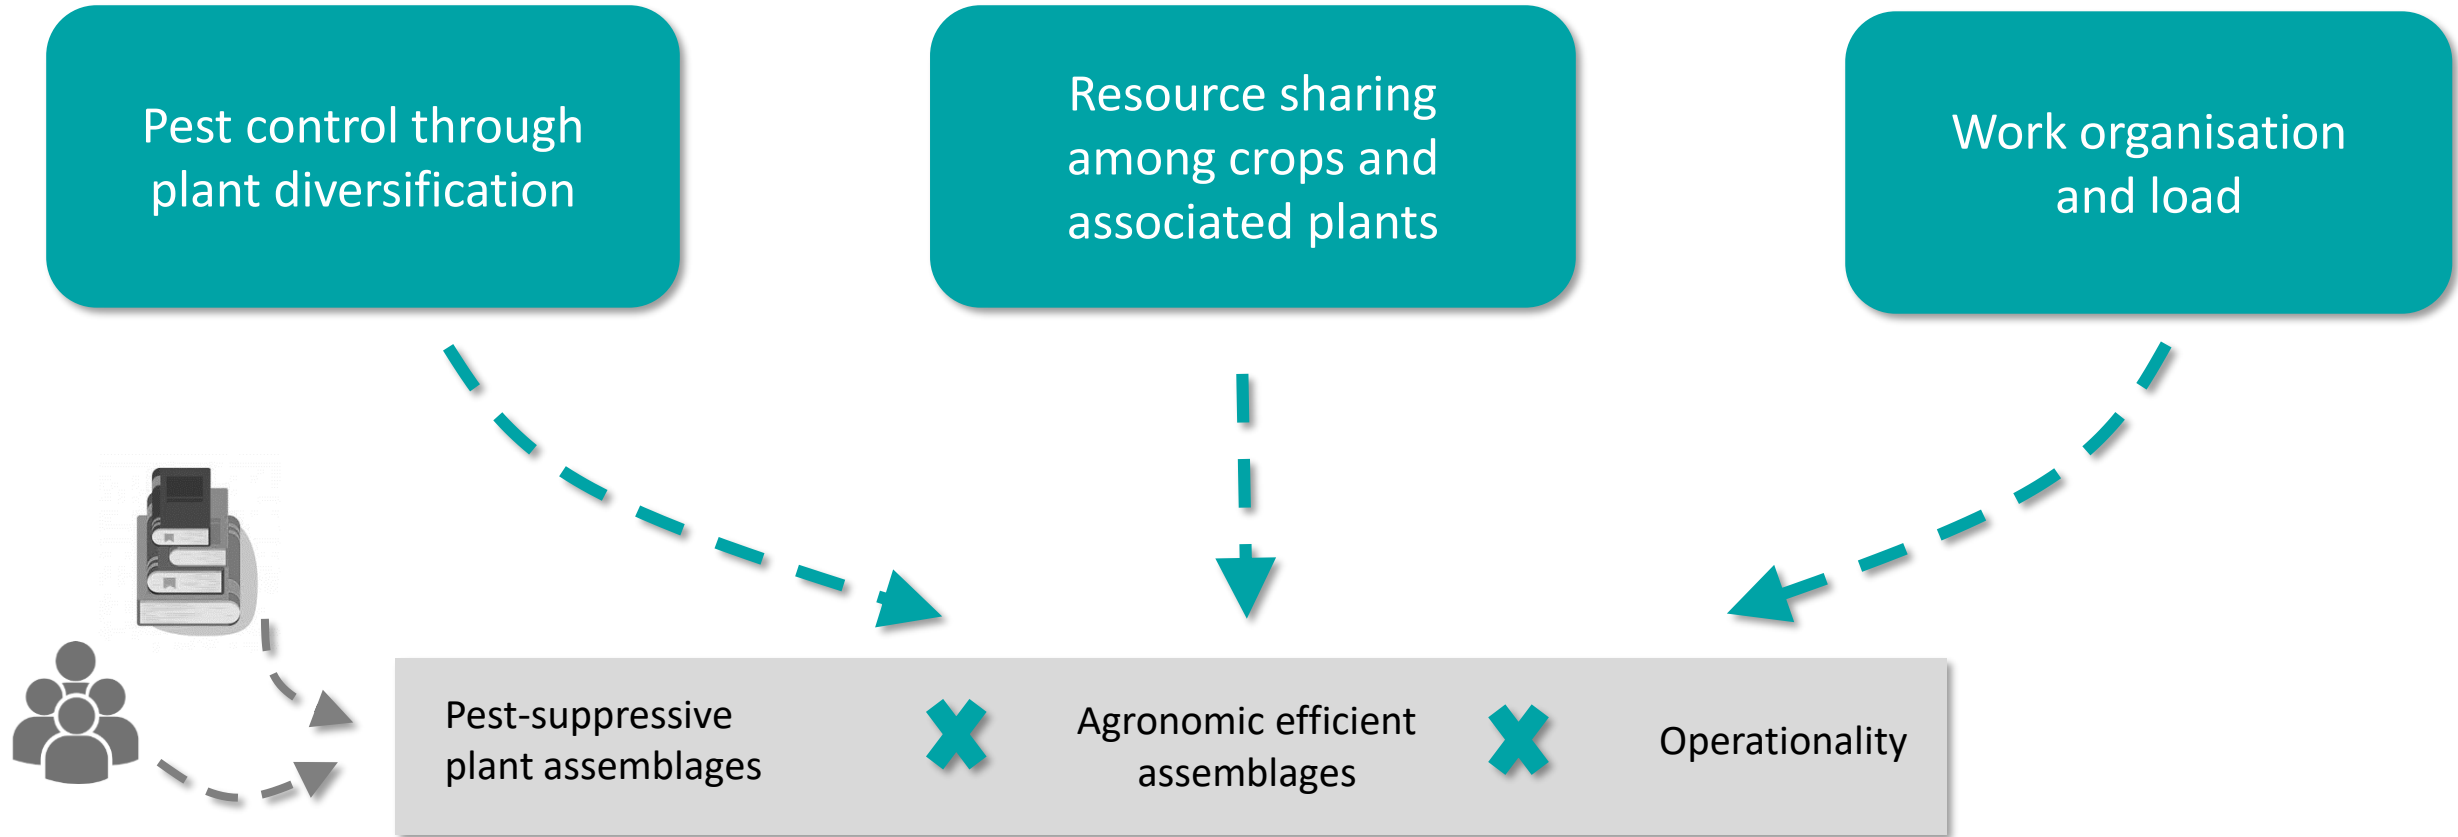 Pest control through
plant diversification
Resource sharing
among crops and
associated plants
Work organisation
and load
Pest-suppressive
plant assemblages
Agronomic efficient
assemblages
Operationality